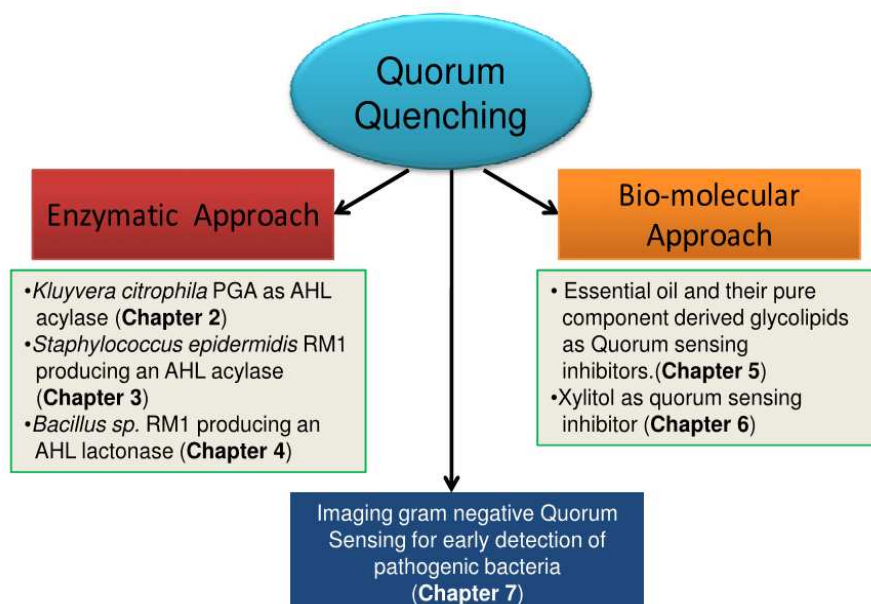 Quorum
Quenching
Enzymatic Approach
•Kluyvera citrophila PGA as AHL
acylase (Chapter 2)
•Staphylococcus epidermidis RM1
producing an AHL acylase
(Chapter 3)
•Bacillus sp. RM1 producing an
AHL lactonase (Chapter 4)
Bio-molecular
Approach
• Essential oil and their pure
component derived glycolipids
as Quorum sensing
inhibitors.(Chapter 5)
•Xylitol as quorum sensing
inhibitor (Chapter 6)
Imaging gram negative Quorum
Sensing for early detection of
pathogenic bacteria
(Chapter 7)